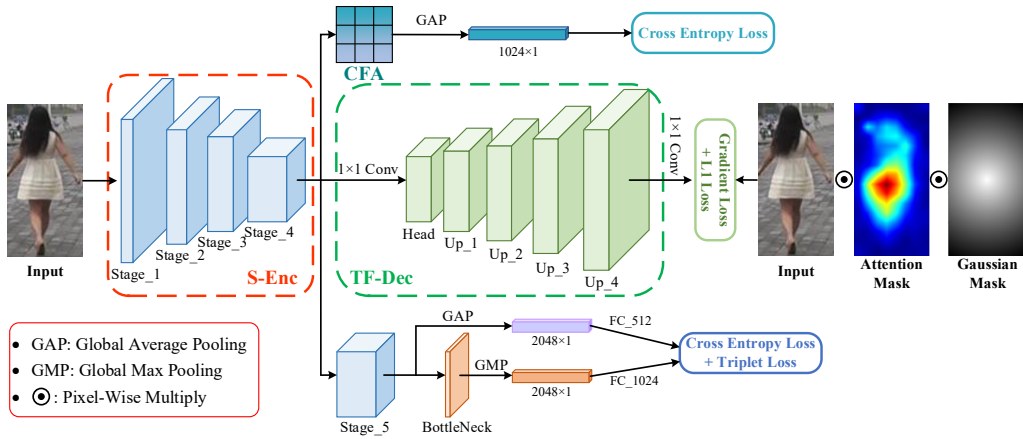 GAP
1024×1
Cross Entropy Loss
CFA
Input
Stage_1
Stage_2
Stage_3
Stage_4
S-Enc
1×1 Conv
Head
Up_1
Up_2
Up_3
Up_4
TF-Dec
1×1 Conv
Gradient Loss
+ L1 Loss
Input
Attention
Mask
Gaussian
Mask
• GAP: Global Average Pooling
• GMP: Global Max Pooling
• ⊙: Pixel-Wise Multiply
Stage_5
GAP
2048×1
FC_512
BottleNeck
GMP
2048×1
FC_1024
Cross Entropy Loss
+ Triplet Loss